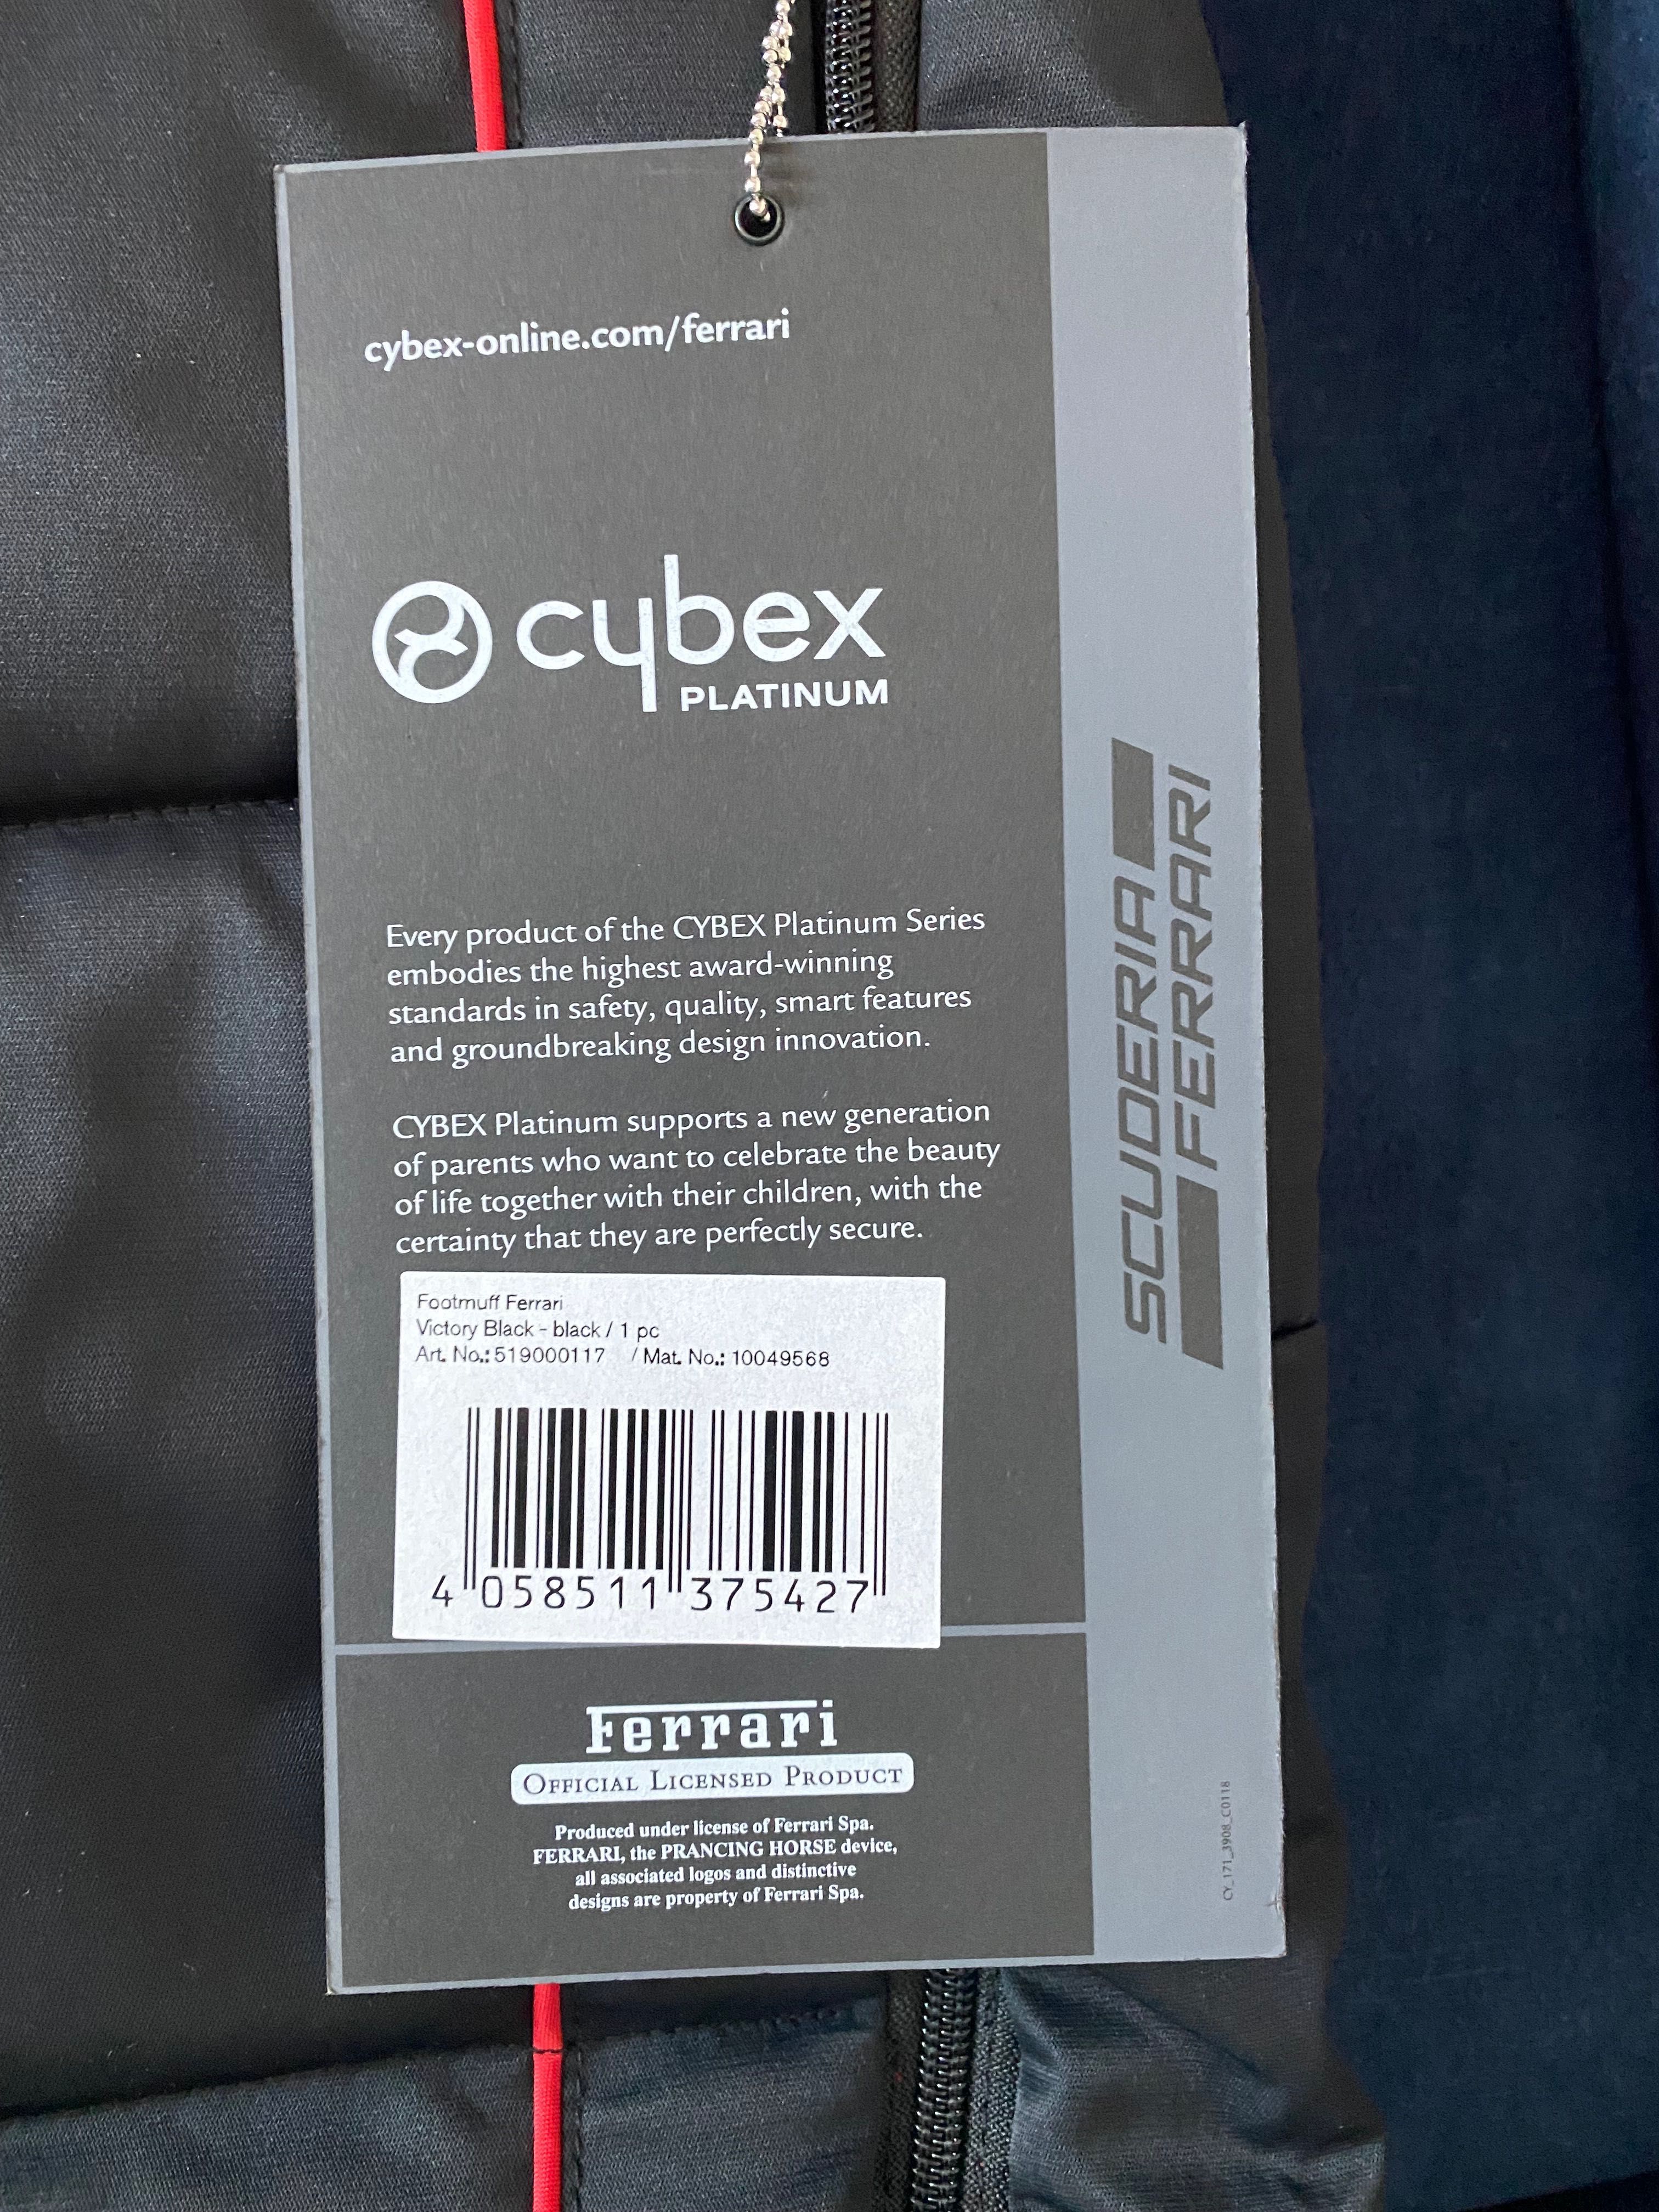 cybex-online.com/ferrari
cybex
PLATINUM
Every product of the CYBEX Platinum Series
embodies the highest award-winning
standards in safety, quality, smart features
and groundbreaking design innovation.
CYBEX Platinum supports a new generation
of parents who want to celebrate the beauty
of life together with their children, with the
certainty that they are perfectly secure.
Footmuff Ferrari
Victory Black - black / 1 pc
Art. No.: 519000117 / Mat. No.: 10049568
4 058511 375427
Ferrari
OFFICIAL LICENSED PRODUCT
Produced under license of Ferrari Spa.
FERRARI, the PRANCING HORSE device,
all associated logos and distinctive
designs are property of Ferrari Spa.
SCUDERIA
FERRARI
CY_171_3908_C0118